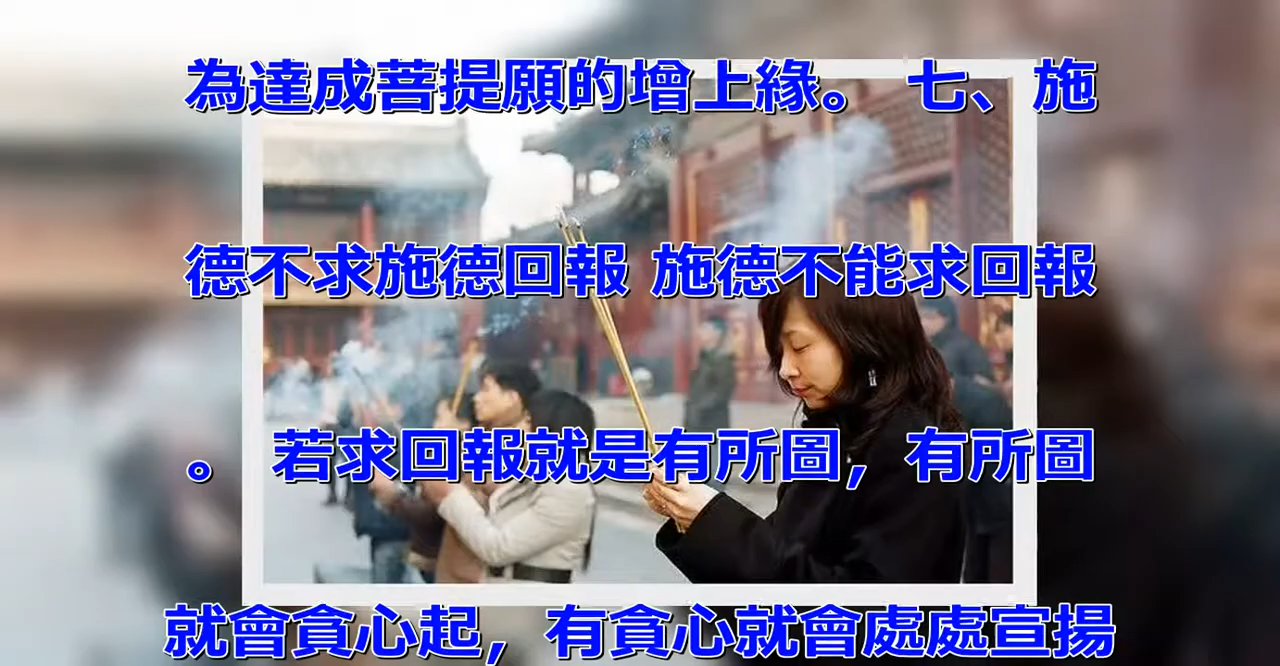 為達成菩提願的增上緣。 七、施
德不求施德回報 施德不能求回報
。 若求回報就是有所圖，有所圖
就會貪心起，有貪心就會處處宣揚